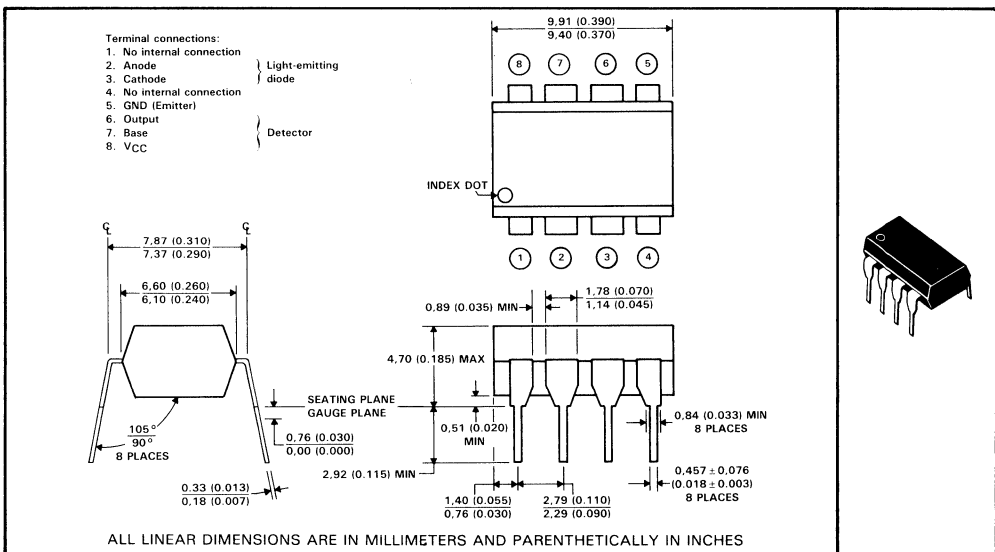 Terminal connections:
1. No internal connection
2. Anode
3. Cathode
Light-emitting
diode
4. No internal connection
5. GND (Emitter)
6. Output
7. Base
8. VCC
Detector
9,91 (0.390)
9,40 (0.370)
8 7 6 5
INDEX DOT
1 2 3 4
℄ ℄
7,87 (0.310)
7,37 (0.290)
6,60 (0.260)
6,10 (0.240)
105°
90°
8 PLACES
0.33 (0.013)
0,18 (0.007)
SEATING PLANE
GAUGE PLANE
0,76 (0.030)
0,00 (0.000)
0,89 (0.035) MIN
1,78 (0.070)
1,14 (0.045)
4,70 (0.185) MAX
0,51 (0.020)
MIN
2,92 (0.115) MIN
0,84 (0.033) MIN
8 PLACES
0,457 ± 0,076
(0.018 ± 0.003)
8 PLACES
1,40 (0.055)
0,76 (0.030)
2,79 (0.110)
2,29 (0.090)
ALL LINEAR DIMENSIONS ARE IN MILLIMETERS AND PARENTHETICALLY IN INCHES